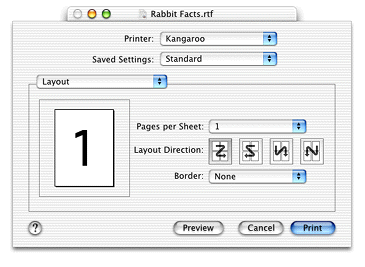 Rabbit Facts.rtf
Printer: Kangaroo
Saved Settings: Standard
Layout
1
Pages per Sheet: 1
Layout Direction:
Border: None
? Preview Cancel Print